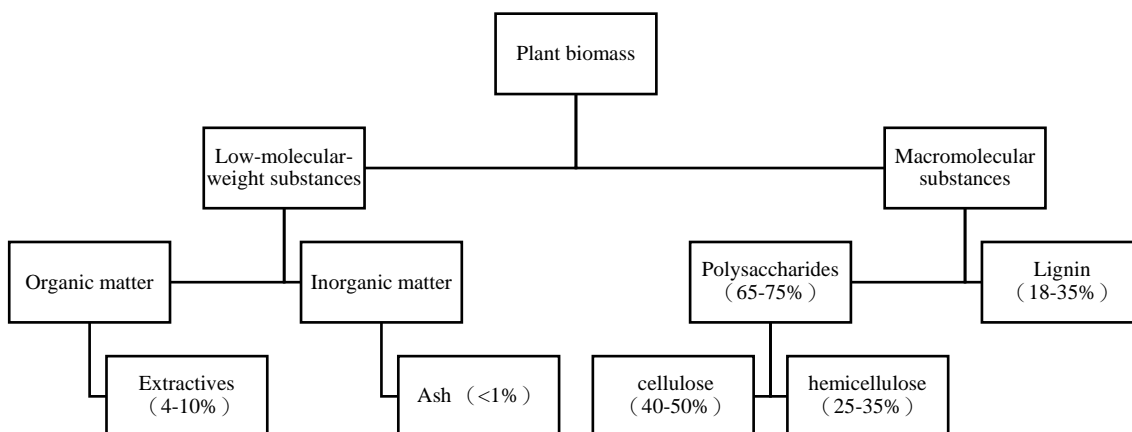 Plant biomass
Low-molecular-
weight substances
Macromolecular
substances
Organic matter
Inorganic matter
Polysaccharides
（65-75%）
Lignin
（18-35%）
Extractives
（4-10%）
Ash （<1%）
cellulose
（40-50%）
hemicellulose
（25-35%）